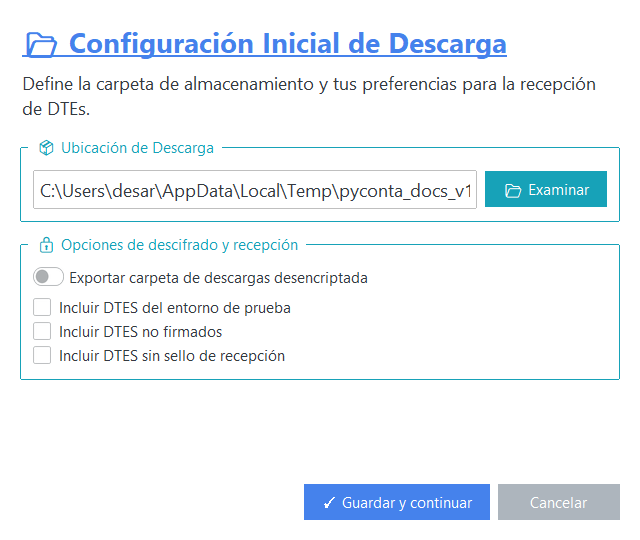 Configuración Inicial de Descarga
Define la carpeta de almacenamiento y tus preferencias para la recepción
de DTEs.
Ubicación de Descarga
C:\Users\desar\AppData\Local\Temp\pyconta_docs_v1
Examinar
Opciones de descifrado y recepción
Exportar carpeta de descargas desencriptada
Incluir DTES del entorno de prueba
Incluir DTES no firmados
Incluir DTES sin sello de recepción
✓ Guardar y continuar
Cancelar